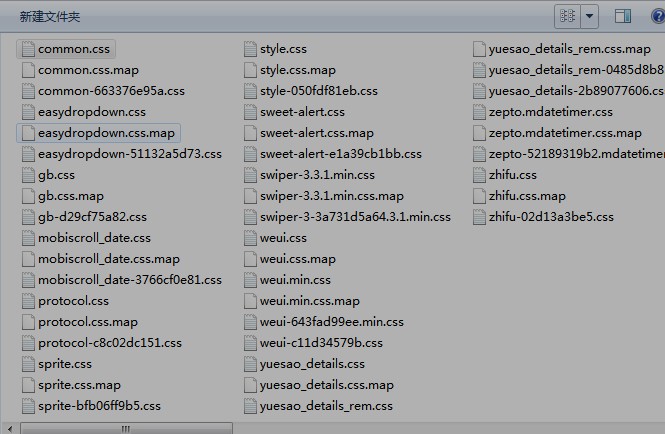 新建文件夹
common.css
common.css.map
common-663376e95a.css
easydropdown.css
easydropdown.css.map
easydropdown-51132a5d73.css
gb.css
gb.css.map
gb-d29cf75a82.css
mobiscroll_date.css
mobiscroll_date.css.map
mobiscroll_date-3766cf0e81.css
protocol.css
protocol.css.map
protocol-c8c02dc151.css
sprite.css
sprite.css.map
sprite-bfb06ff9b5.css
style.css
style.css.map
style-050fdf81eb.css
sweet-alert.css
sweet-alert.css.map
sweet-alert-e1a39cb1bb.css
swiper-3.3.1.min.css
swiper-3.3.1.min.css.map
swiper-3-3a731d5a64.3.1.min.css
weui.css
weui.css.map
weui.min.css
weui.min.css.map
weui-643fad99ee.min.css
weui-c11d34579b.css
yuesao_details.css
yuesao_details.css.map
yuesao_details_rem.css
yuesao_details_rem.css.map
yuesao_details_rem-0485d8b8
yuesao_details-2b89077606.cs
zepto.mdatetimer.css
zepto.mdatetimer.css.map
zepto-52189319b2.mdatetimer
zhifu.css
zhifu.css.map
zhifu-02d13a3be5.css